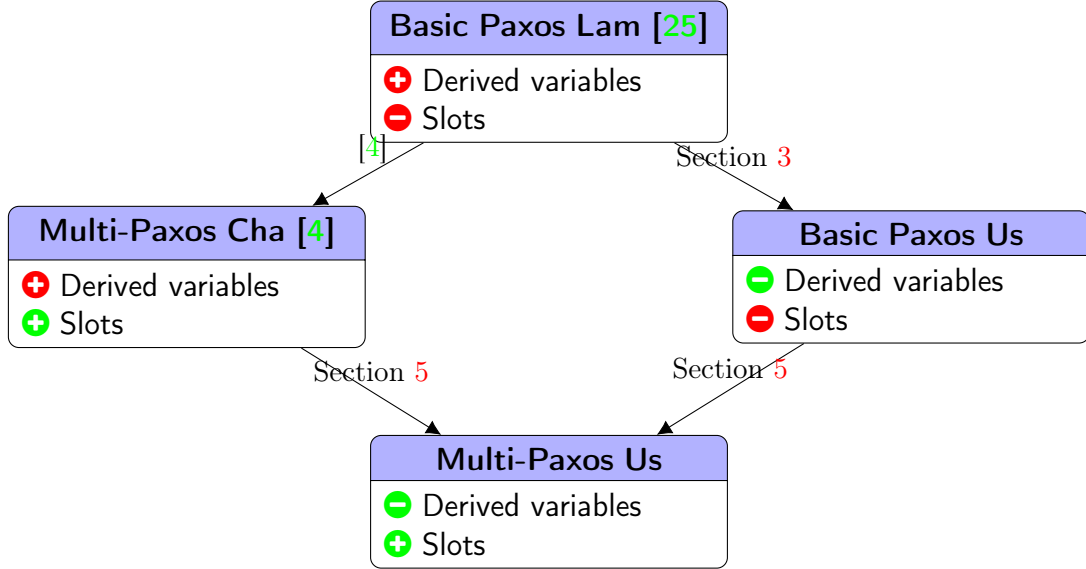 Basic Paxos Lam [25]
+ Derived variables
− Slots
[4]
Section 3
Multi-Paxos Cha [4]
+ Derived variables
+ Slots
Basic Paxos Us
− Derived variables
− Slots
Section 5
Section 5
Multi-Paxos Us
− Derived variables
+ Slots